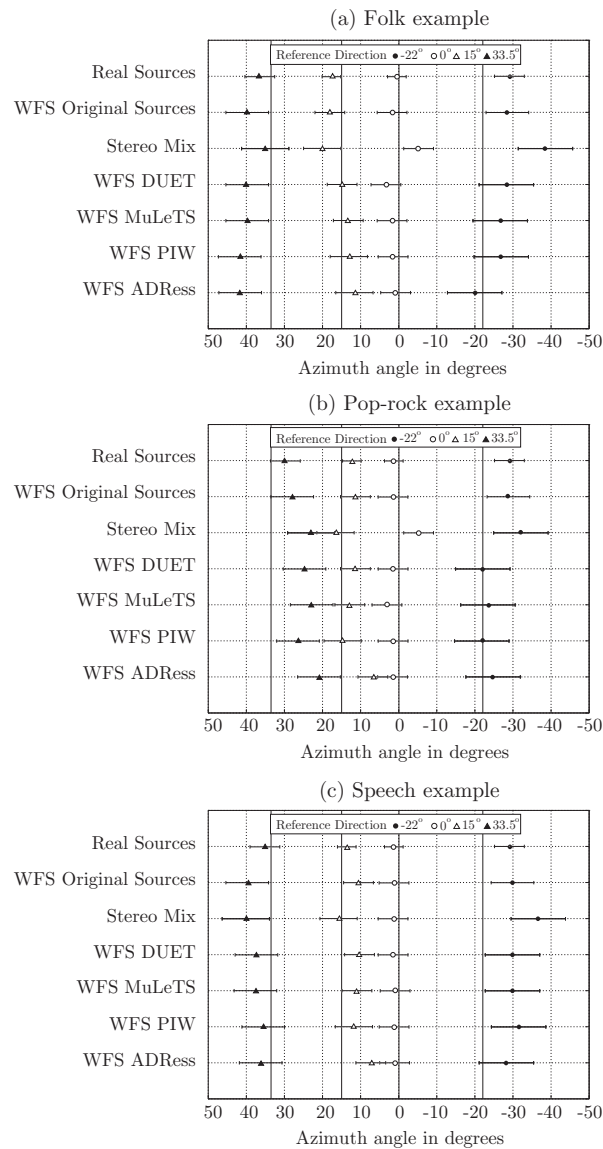 (a) Folk example
Reference Direction ● -22° ○ 0° △ 15° ▲ 33.5°
Real Sources
WFS Original Sources
Stereo Mix
WFS DUET
WFS MuLeTS
WFS PIW
WFS ADRess
50 40 30 20 10 0 -10 -20 -30 -40 -50
Azimuth angle in degrees
(b) Pop-rock example
Reference Direction ● -22° ○ 0° △ 15° ▲ 33.5°
Real Sources
WFS Original Sources
Stereo Mix
WFS DUET
WFS MuLeTS
WFS PIW
WFS ADRess
50 40 30 20 10 0 -10 -20 -30 -40 -50
Azimuth angle in degrees
(c) Speech example
Reference Direction ● -22° ○ 0° △ 15° ▲ 33.5°
Real Sources
WFS Original Sources
Stereo Mix
WFS DUET
WFS MuLeTS
WFS PIW
WFS ADRess
50 40 30 20 10 0 -10 -20 -30 -40 -50
Azimuth angle in degrees